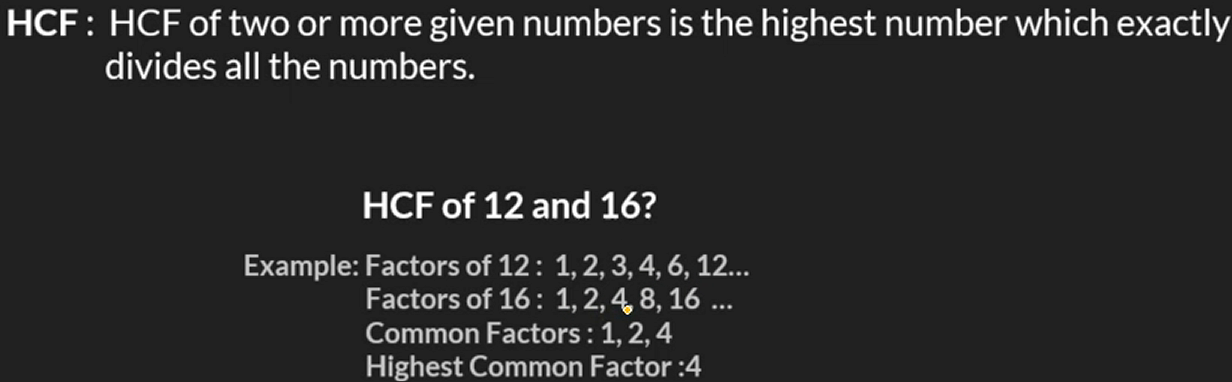 HCF : HCF of two or more given numbers is the highest number which exactly
divides all the numbers.
HCF of 12 and 16?
Example: Factors of 12 : 1, 2, 3, 4, 6, 12...
Factors of 16 : 1, 2, 4, 8, 16 ...
Common Factors : 1, 2, 4
Highest Common Factor :4